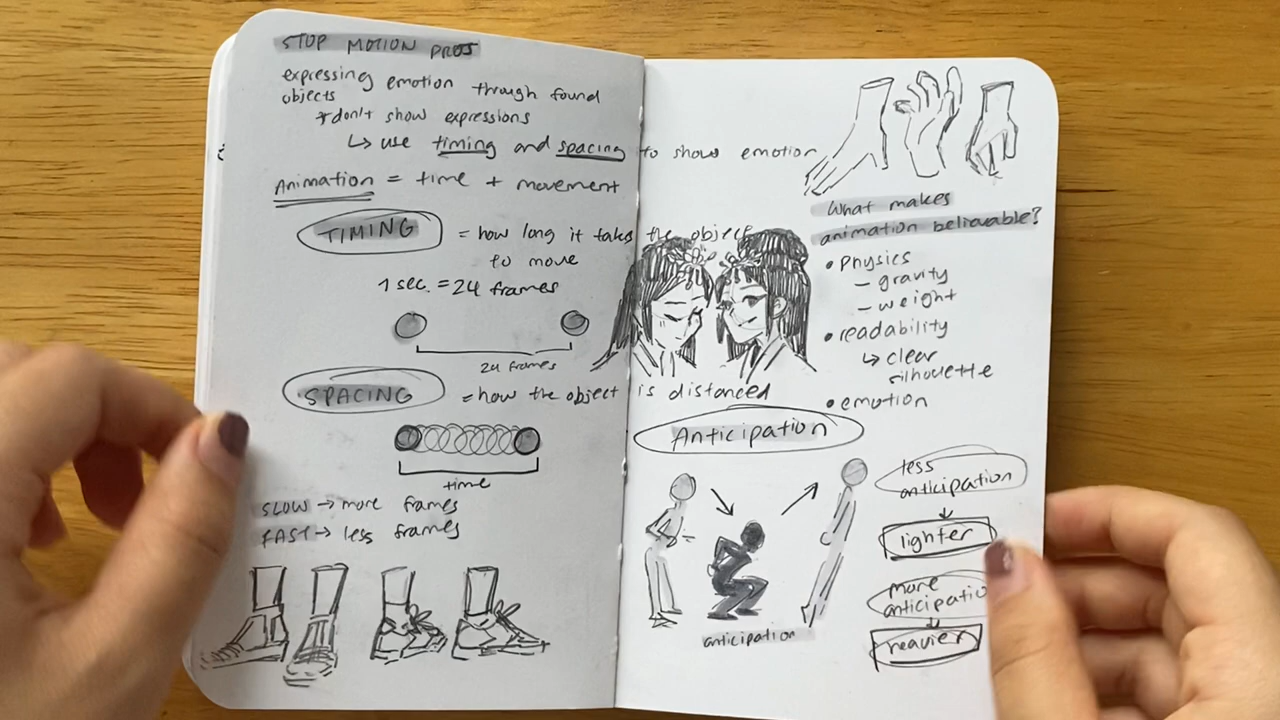 STOP MOTION PROS
expressing emotion through found
objects
*don't show expressions
↳ use timing and spacing to show emotion
Animation = time + movement
TIMING = how long it takes the object
to move
1 sec. = 24 frames
24 frames
SPACING = how the object is distanced
time
SLOW → more frames
FAST → less frames
What makes
animation believable?
• Physics
– gravity
– weight
• readability
↳ clear
silhouette
• emotion
Anticipation
anticipation
less
anticipation
lighter
more
anticipatio
heavier